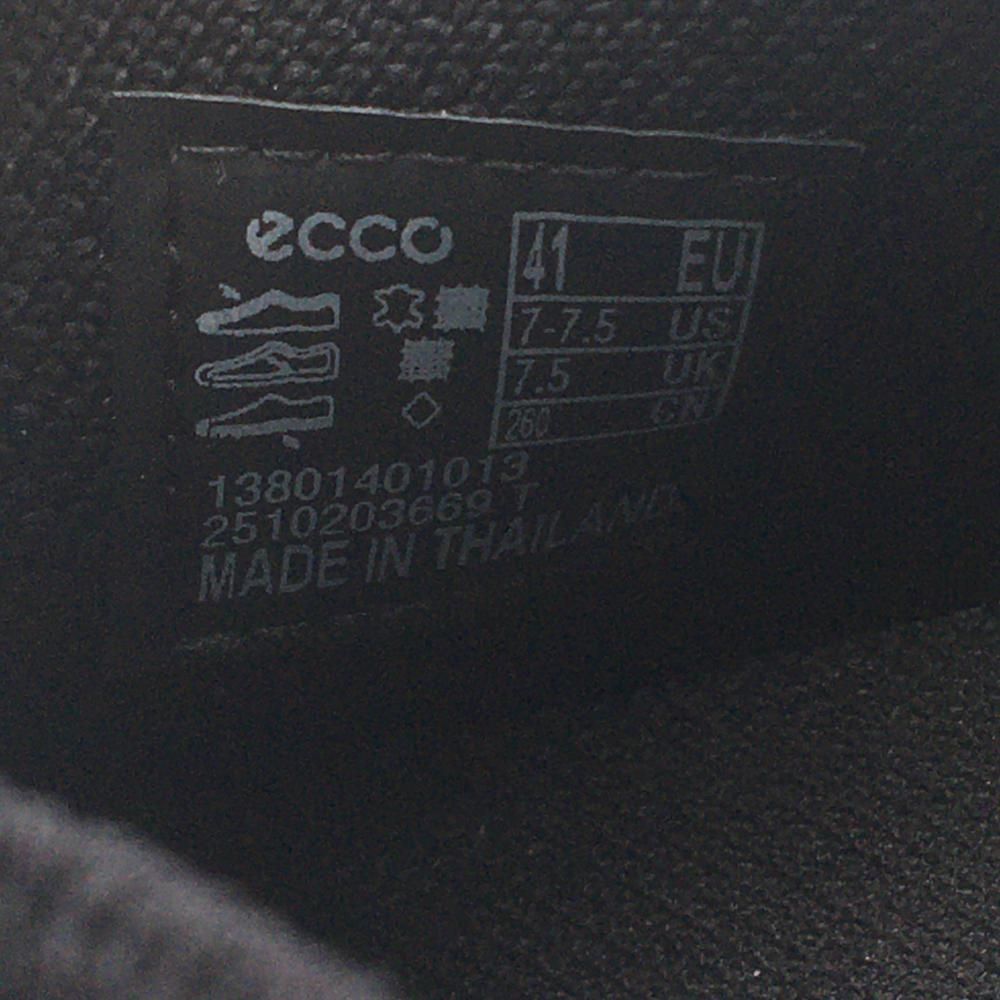 ecco
41 EU
7-7.5 US
7.5 UK
260 CN
13801401013
2510203669 T
MADE IN THAILAND